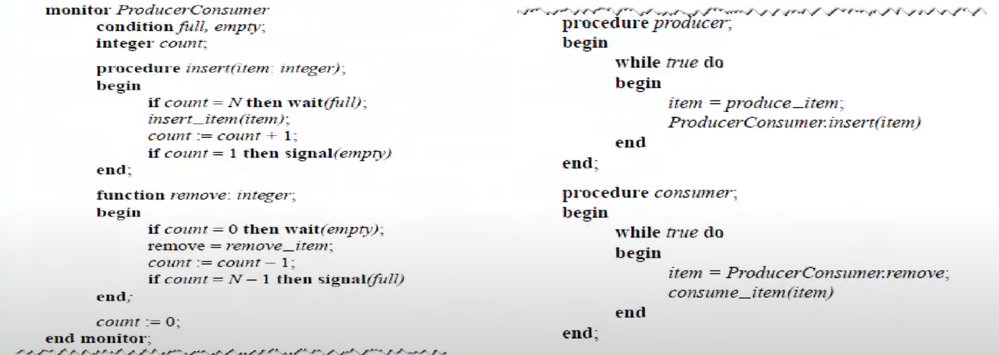 monitor ProducerConsumer
condition full, empty;
integer count;
procedure insert(item: integer);
begin
if count = N then wait(full);
insert_item(item);
count := count + 1;
if count = 1 then signal(empty)
end;
function remove: integer;
begin
if count = 0 then wait(empty);
remove = remove_item;
count := count – 1;
if count = N – 1 then signal(full)
end;
count := 0;
end monitor;
procedure producer;
begin
while true do
begin
item = produce_item;
ProducerConsumer.insert(item)
end
end;
procedure consumer;
begin
while true do
begin
item = ProducerConsumer.remove;
consume_item(item)
end
end;